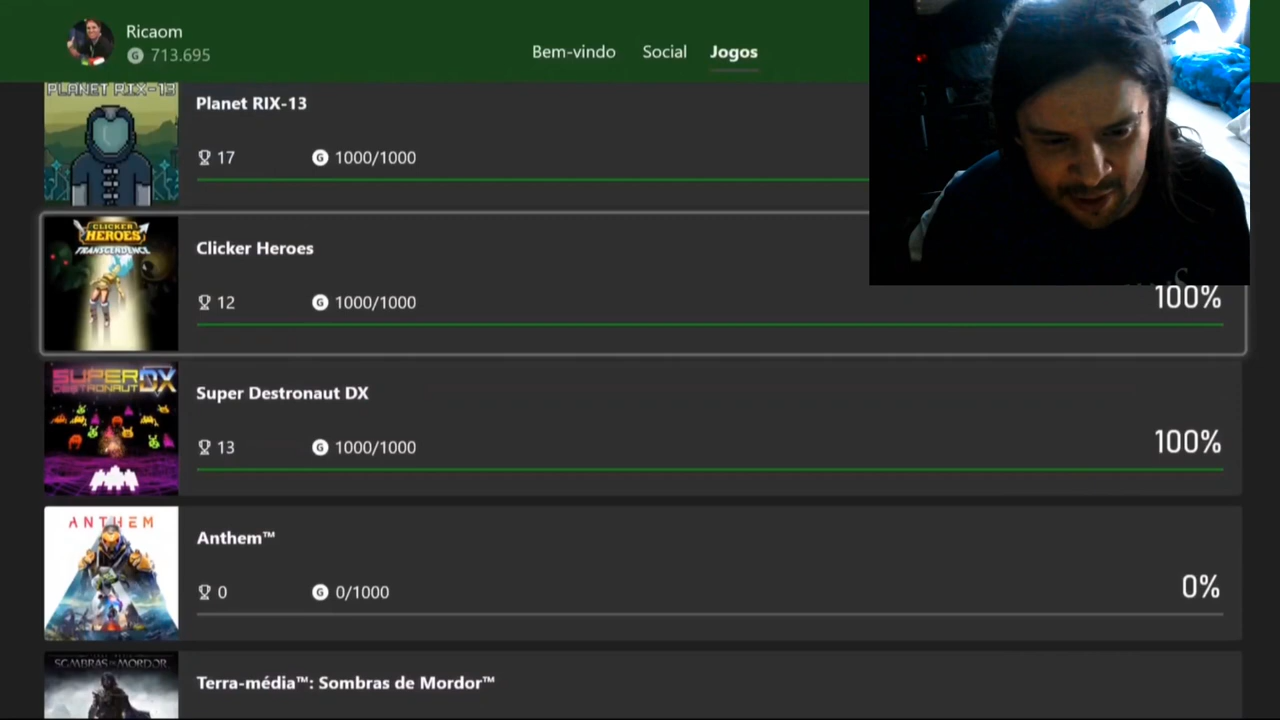 Ricaom
G 713.695
Bem-vindo Social Jogos
PLANET RIX-13
Planet RIX-13
17 G 1000/1000
CLICKER
HEROES
TRANSCENDENCE
Clicker Heroes
12 G 1000/1000
100%
SUPER DX
DESTRONAUT
Super Destronaut DX
13 G 1000/1000
100%
ANTHEM
Anthem™
0 G 0/1000
0%
SOMBRAS DE MORDOR
Terra-média™: Sombras de Mordor™